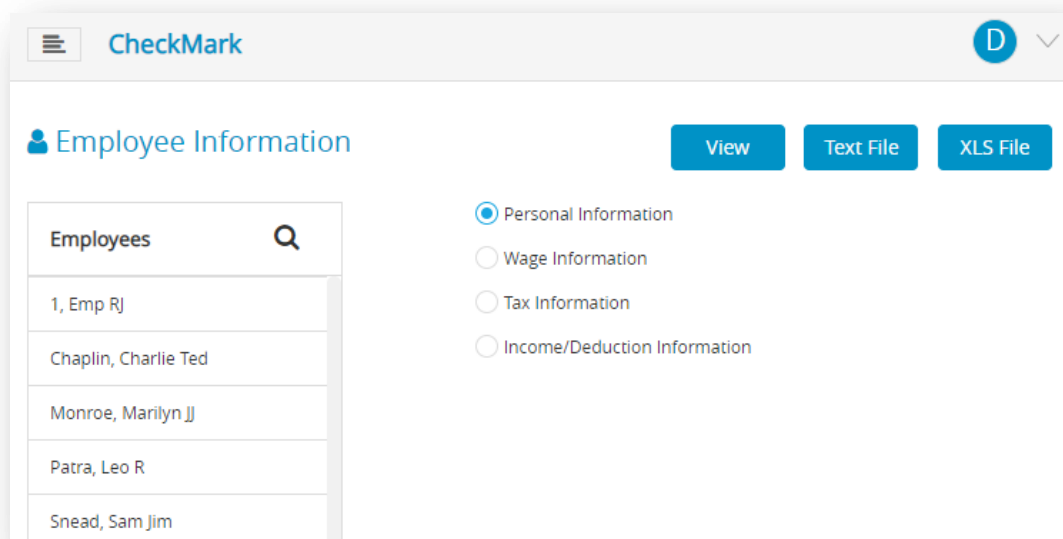 CheckMark
D
Employee Information
View
Text File
XLS File
Employees
1, Emp RJ
Chaplin, Charlie Ted
Monroe, Marilyn JJ
Patra, Leo R
Snead, Sam Jim
Personal Information
Wage Information
Tax Information
Income/Deduction Information